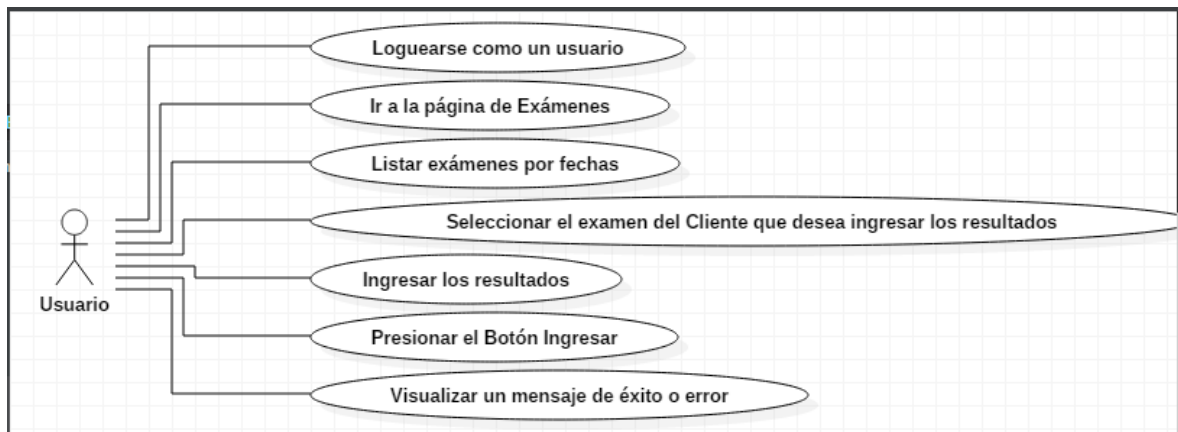 Loguearse como un usuario
Ir a la página de Exámenes
Listar exámenes por fechas
Seleccionar el examen del Cliente que desea ingresar los resultados
Ingresar los resultados
Usuario
Presionar el Botón Ingresar
Visualizar un mensaje de éxito o error